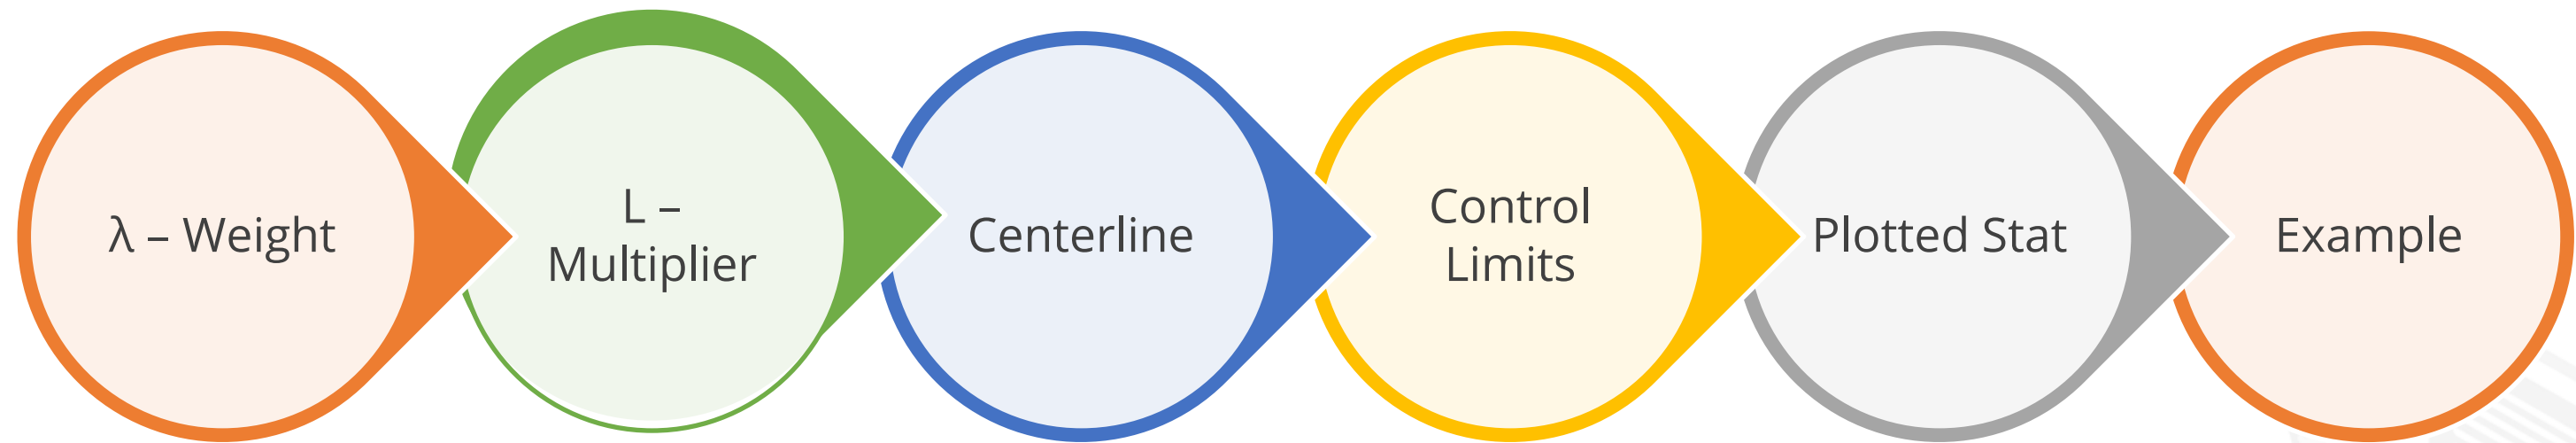 λ – Weight
L –
Multiplier
Centerline
Control
Limits
Plotted Stat
Example